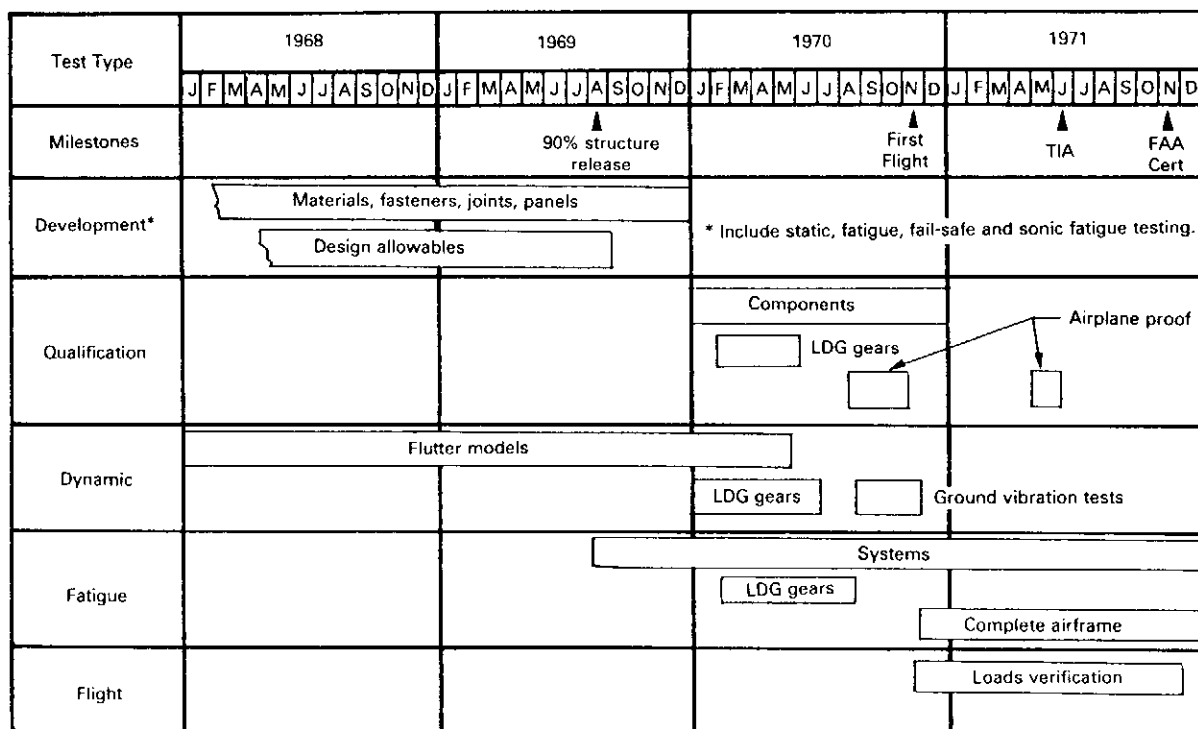 Test Type
1968
1969
1970
1971
J F M A M J J A S O N D J F M A M J J A S O N D J F M A M J J A S O N D J F M A M J J A S O N D
Milestones
90% structure
release
First
Flight
TIA
FAA
Cert
Development*
Materials, fasteners, joints, panels
Design allowables
* Include static, fatigue, fail-safe and sonic fatigue testing.
Qualification
Components
LDG gears
Airplane proof
Dynamic
Flutter models
LDG gears
Ground vibration tests
Fatigue
Systems
LDG gears
Complete airframe
Flight
Loads verification